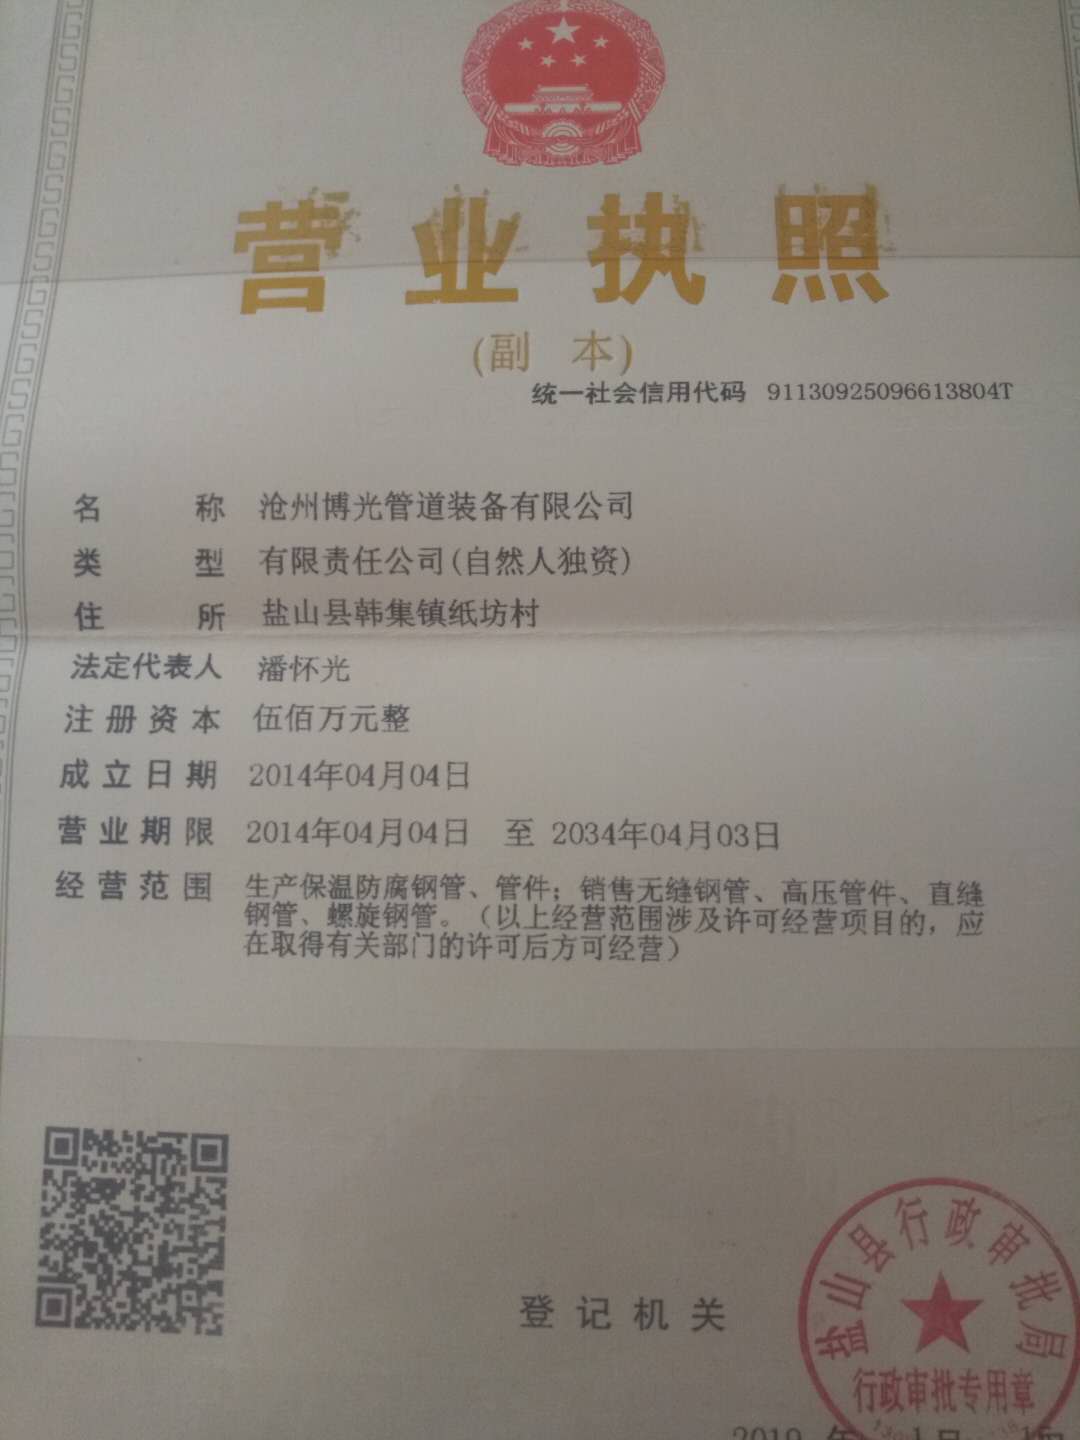 营业执照
(副 本)
统一社会信用代码 91130925096613804T
名 称 沧州博光管道装备有限公司
类 型 有限责任公司(自然人独资)
住 所 盐山县韩集镇纸坊村
法定代表人 潘怀光
注册资本 伍佰万元整
成立日期 2014年04月04日
营业期限 2014年04月04日 至 2034年04月03日
经营范围 生产保温防腐钢管、管件；销售无缝钢管、高压管件、直缝
钢管、螺旋钢管。（以上经营范围涉及许可经营项目的，应
在取得有关部门的许可后方可经营）
登记机关
盐山县行政审批局
行政审批专用章
2019 年